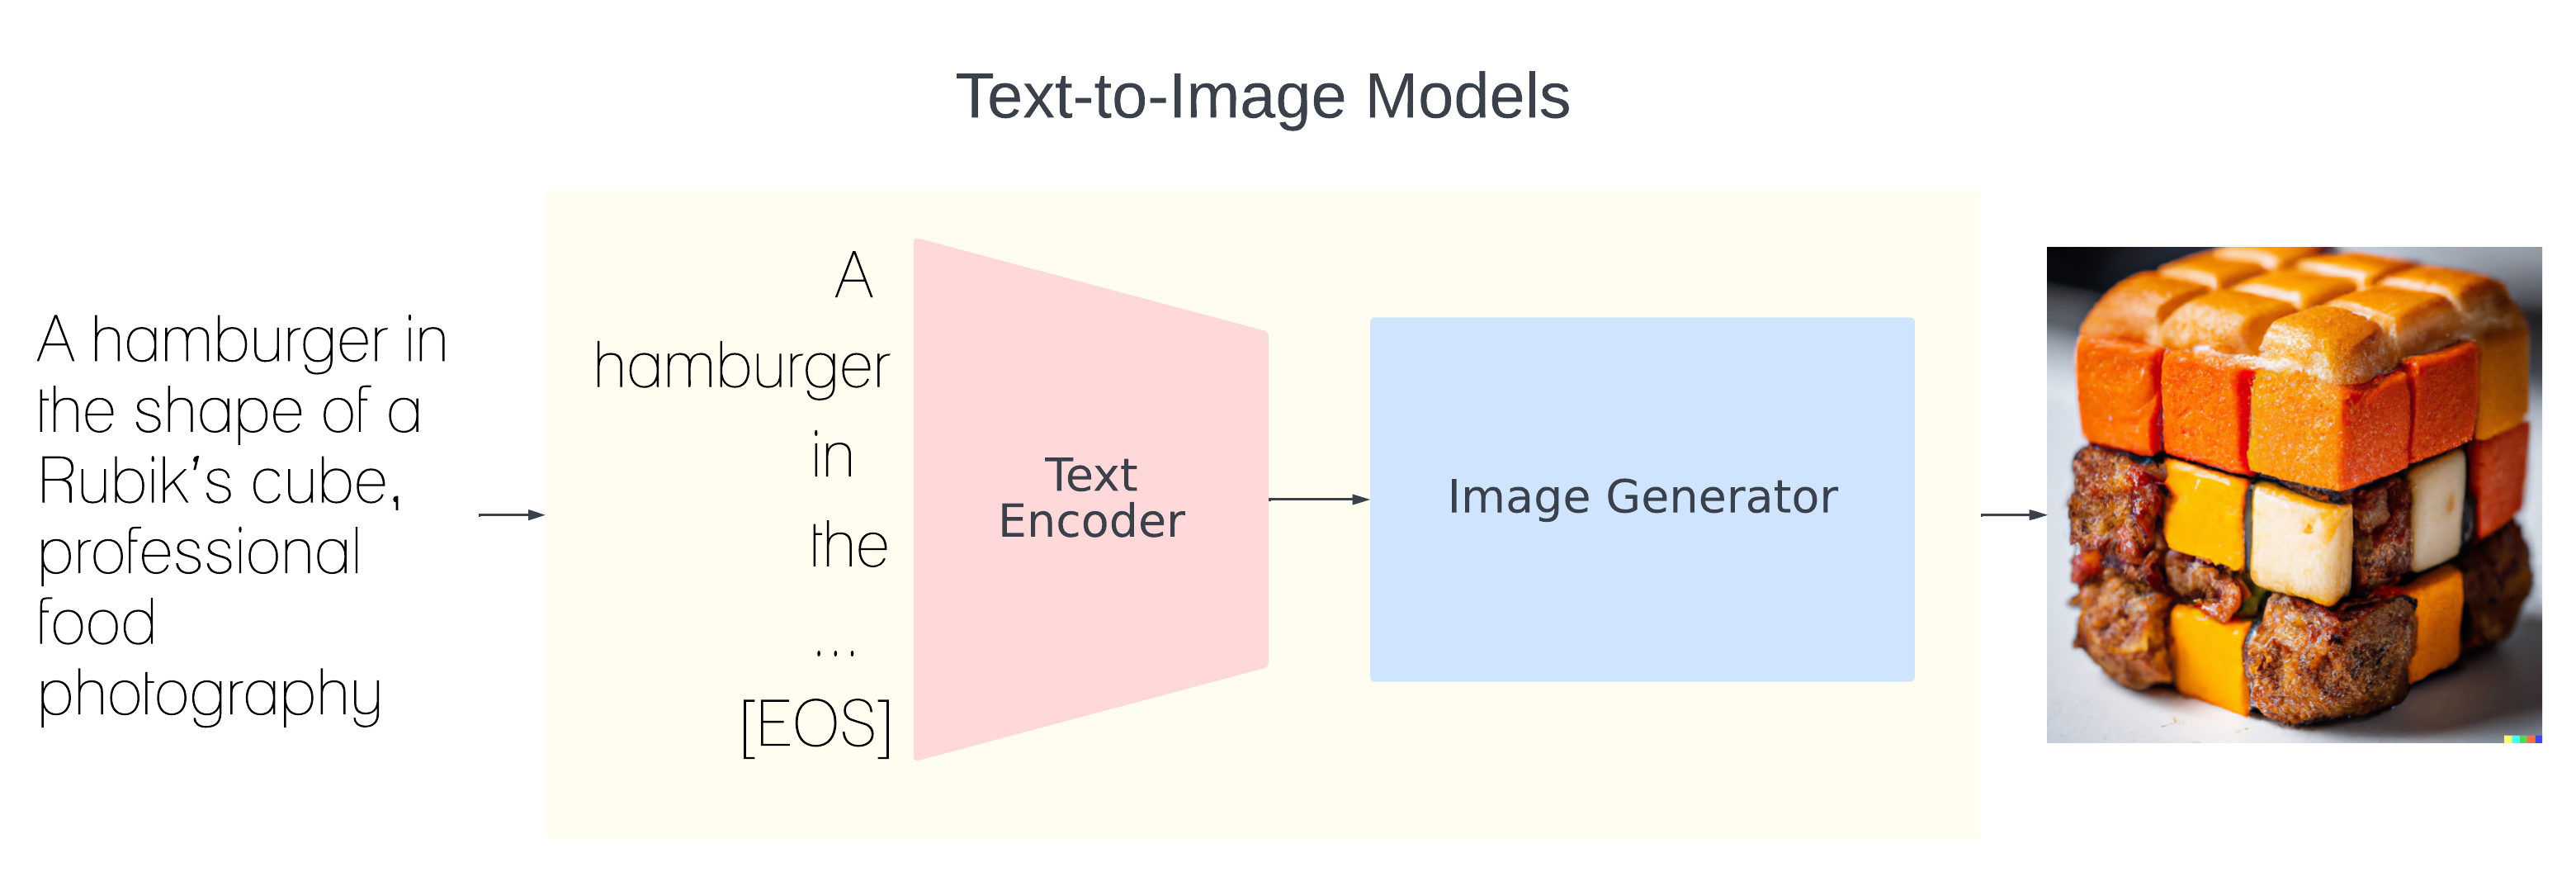 Text-to-Image Models
A hamburger in
the shape of a
Rubik's cube,
professional
food
photography
A
hamburger
in
the
...
[EOS]
Text
Encoder
Image Generator